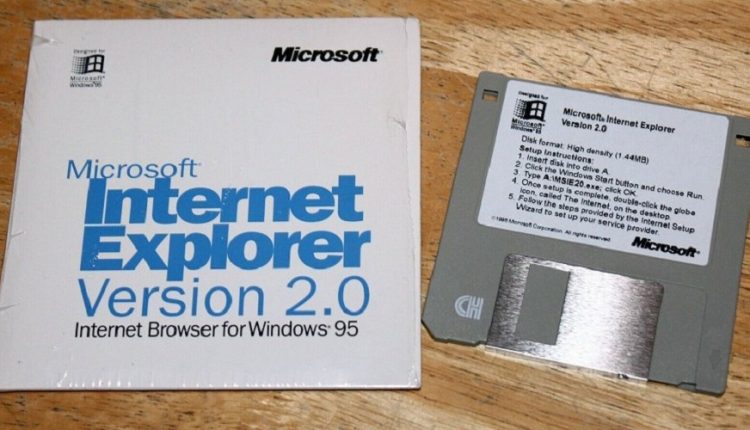 Designed for
Microsoft®
Windows®95
Microsoft®
Microsoft®
Internet
Explorer
Version 2.0
Internet Browser for Windows® 95
Designed for
Microsoft®
Windows®95
Microsoft® Internet Explorer
Version 2.0
Disk format: High density (1.44MB)
Setup Instructions:
1. Insert disk into drive A.
2. Click the Windows Start button and choose Run.
3. Type A:\MSIE20.exe; click OK.
4. Once setup is complete, double-click the globe
icon, called The Internet, on the desktop.
5. Follow the steps provided by the Internet Setup
Wizard to set up your service provider.
©1995 Microsoft Corporation. All rights reserved.
Microsoft®